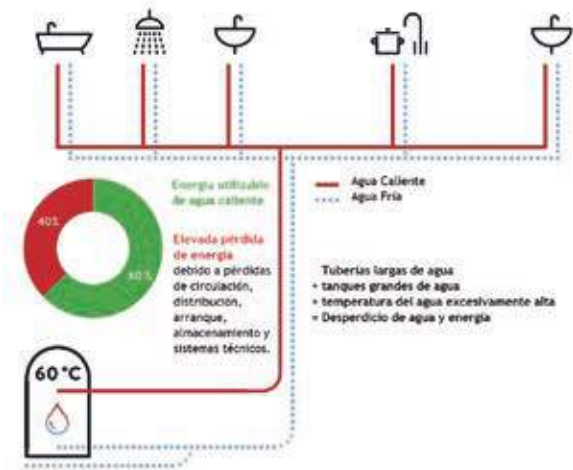 Energía utilizable
de agua caliente
Elevada pérdida
de energía
debido a pérdidas
de circulación,
distribución,
arranque,
almacenamiento y
sistemas técnicos.
40%
60%
Agua Caliente
Agua Fría
Tuberías largas de agua
+ tanques grandes de agua
+ temperatura del agua excesivamente alta
= Desperdicio de agua y energía
60°C